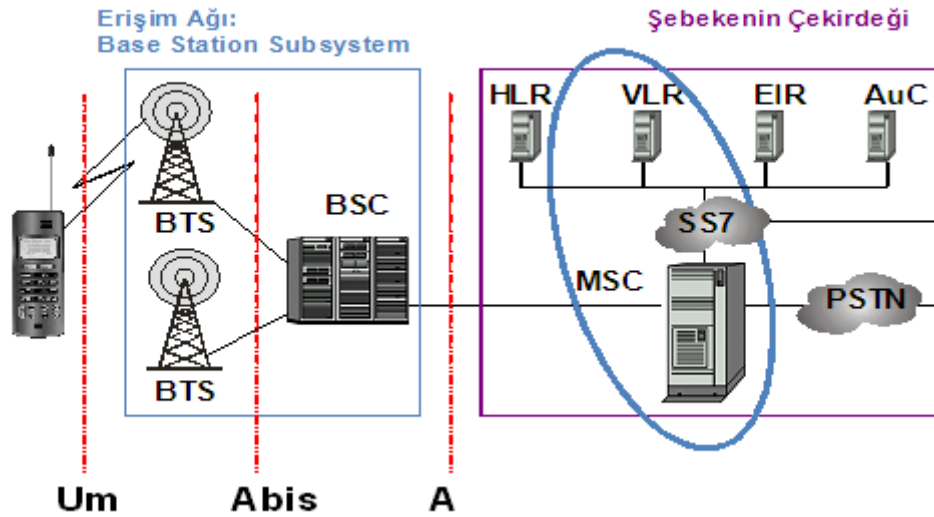 Erişim Ağı:
Base Station Subsystem
Şebekenin Çekirdeği
HLR
VLR
EIR
AuC
BTS
BSC
SS7
MSC
PSTN
BTS
Um
Abis
A